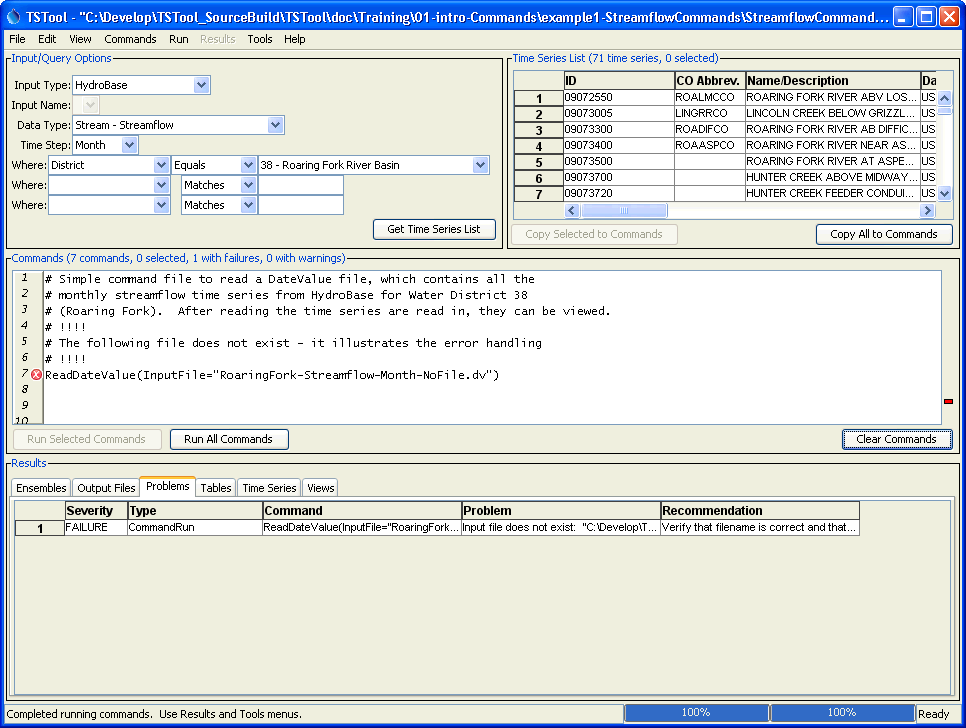 TSTool - "C:\Develop\TSTool_SourceBuild\TSTool\doc\Training\01-intro-Commands\example1-StreamflowCommands\StreamflowCommand...
File Edit View Commands Run Results Tools Help
Input/Query Options
Input Type: HydroBase
Input Name:
Data Type: Stream - Streamflow
Time Step: Month
Where: District Equals 38 - Roaring Fork River Basin
Where: Matches
Where: Matches
Get Time Series List
Time Series List (71 time series, 0 selected)
ID CO Abbrev. Name/Description Da
1 09072550 ROALMCCO ROARING FORK RIVER ABV LOS... US
2 09073005 LINGRRCO LINCOLN CREEK BELOW GRIZZL... US
3 09073300 ROADIFCO ROARING FORK RIVER AB DIFFIC... US
4 09073400 ROAASPCO ROARING FORK RIVER NEAR AS... US
5 09073500 ROARING FORK RIVER AT ASPE... US
6 09073700 HUNTER CREEK ABOVE MIDWAY... US
7 09073720 HUNTER CREEK FEEDER CONDUI... US
Copy Selected to Commands Copy All to Commands
Commands (7 commands, 0 selected, 1 with failures, 0 with warnings)
1 # Simple command file to read a DateValue file, which contains all the
2 # monthly streamflow time series from HydroBase for Water District 38
3 # (Roaring Fork).  After reading the time series are read in, they can be viewed.
4 # !!!!
5 # The following file does not exist - it illustrates the error handling
6 # !!!!
7 ReadDateValue(InputFile="RoaringFork-Streamflow-Month-NoFile.dv")
8
9
10
Run Selected Commands Run All Commands Clear Commands
Results
Ensembles Output Files Problems Tables Time Series Views
Severity Type Command Problem Recommendation
1 FAILURE CommandRun ReadDateValue(InputFile="RoaringFork... Input file does not exist:  "C:\Develop\T... Verify that filename is correct and that...
Completed running commands.  Use Results and Tools menus. 100% 100% Ready